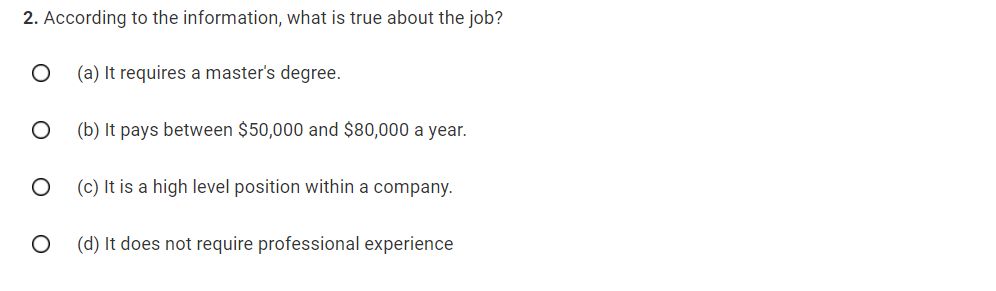 2. According to the information, what is true about the job?
(a) It requires a master's degree.
(b) It pays between $50,000 and $80,000 a year.
(c) It is a high level position within a company.
(d) It does not require professional experience